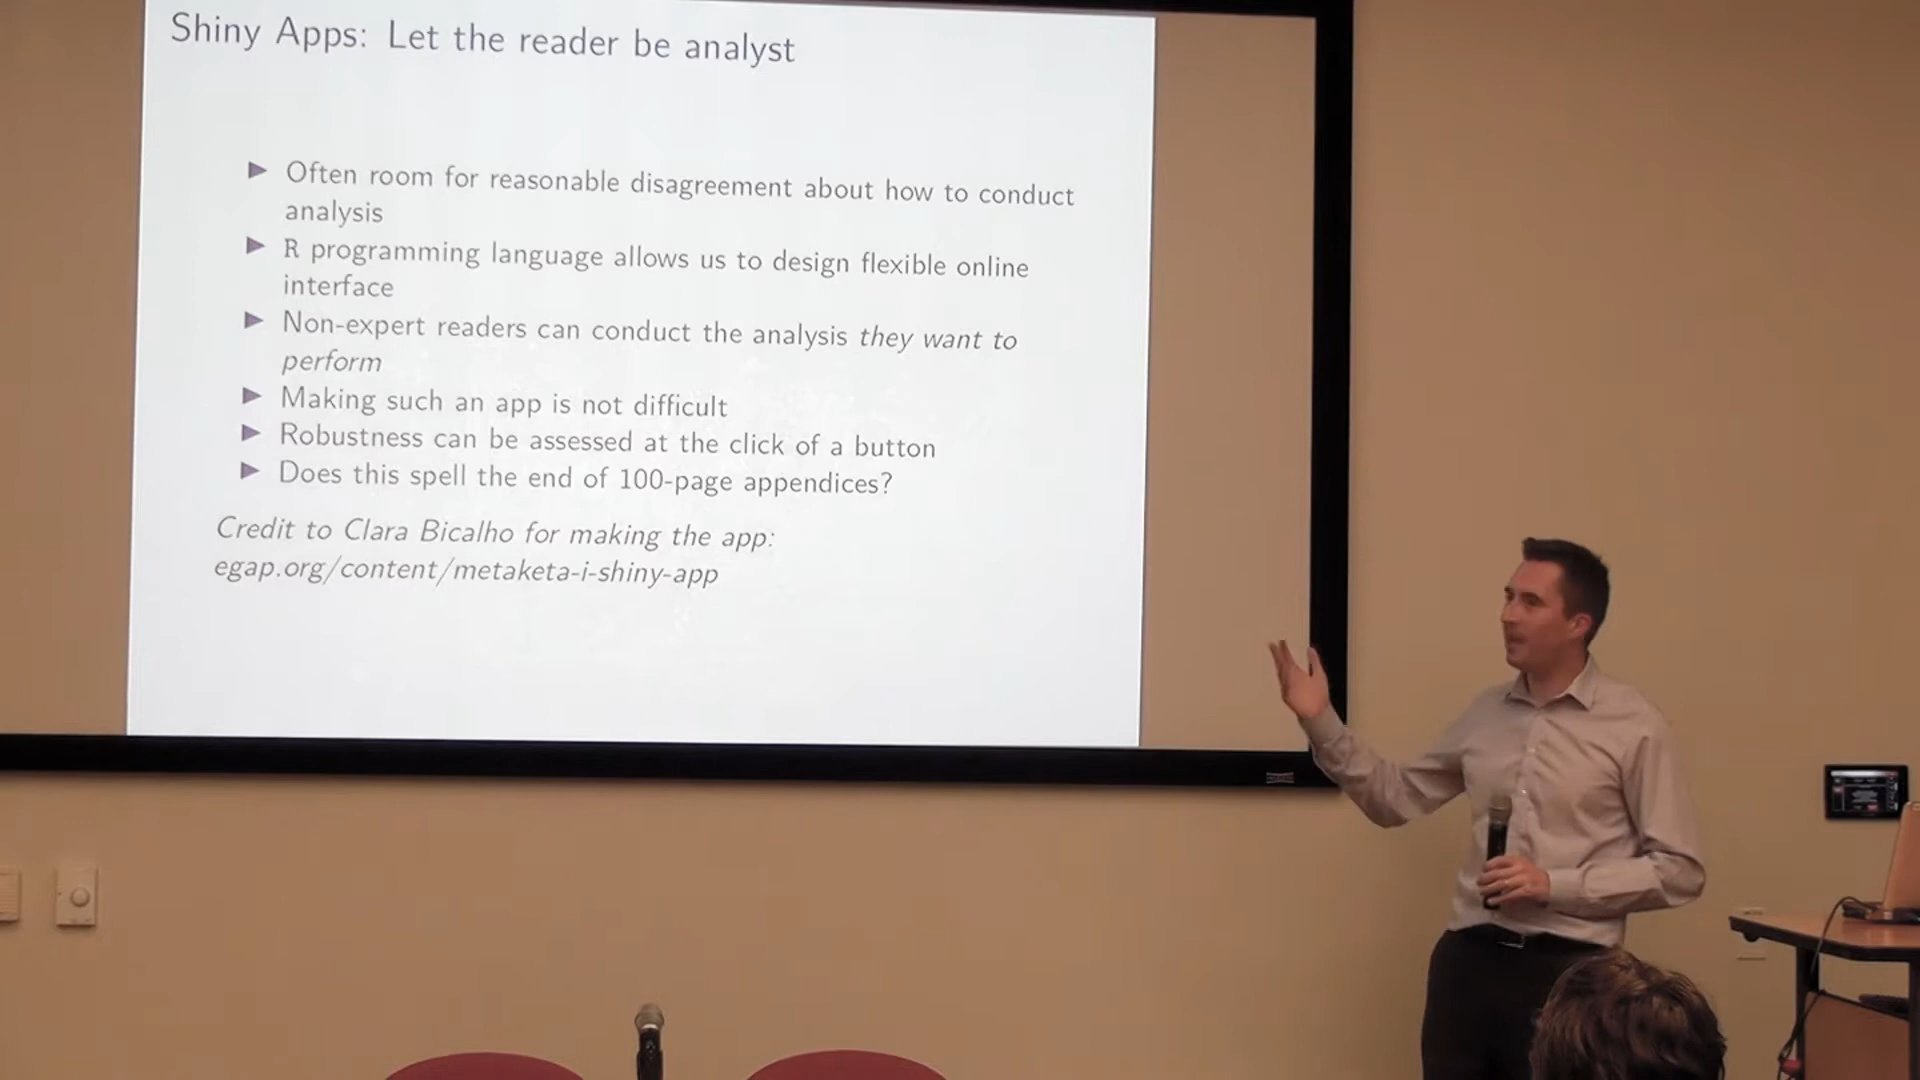 Shiny Apps: Let the reader be analyst
Often room for reasonable disagreement about how to conduct
analysis
R programming language allows us to design flexible online
interface
Non-expert readers can conduct the analysis they want to
perform
Making such an app is not difficult
Robustness can be assessed at the click of a button
Does this spell the end of 100-page appendices?
Credit to Clara Bicalho for making the app:
egap.org/content/metaketa-i-shiny-app